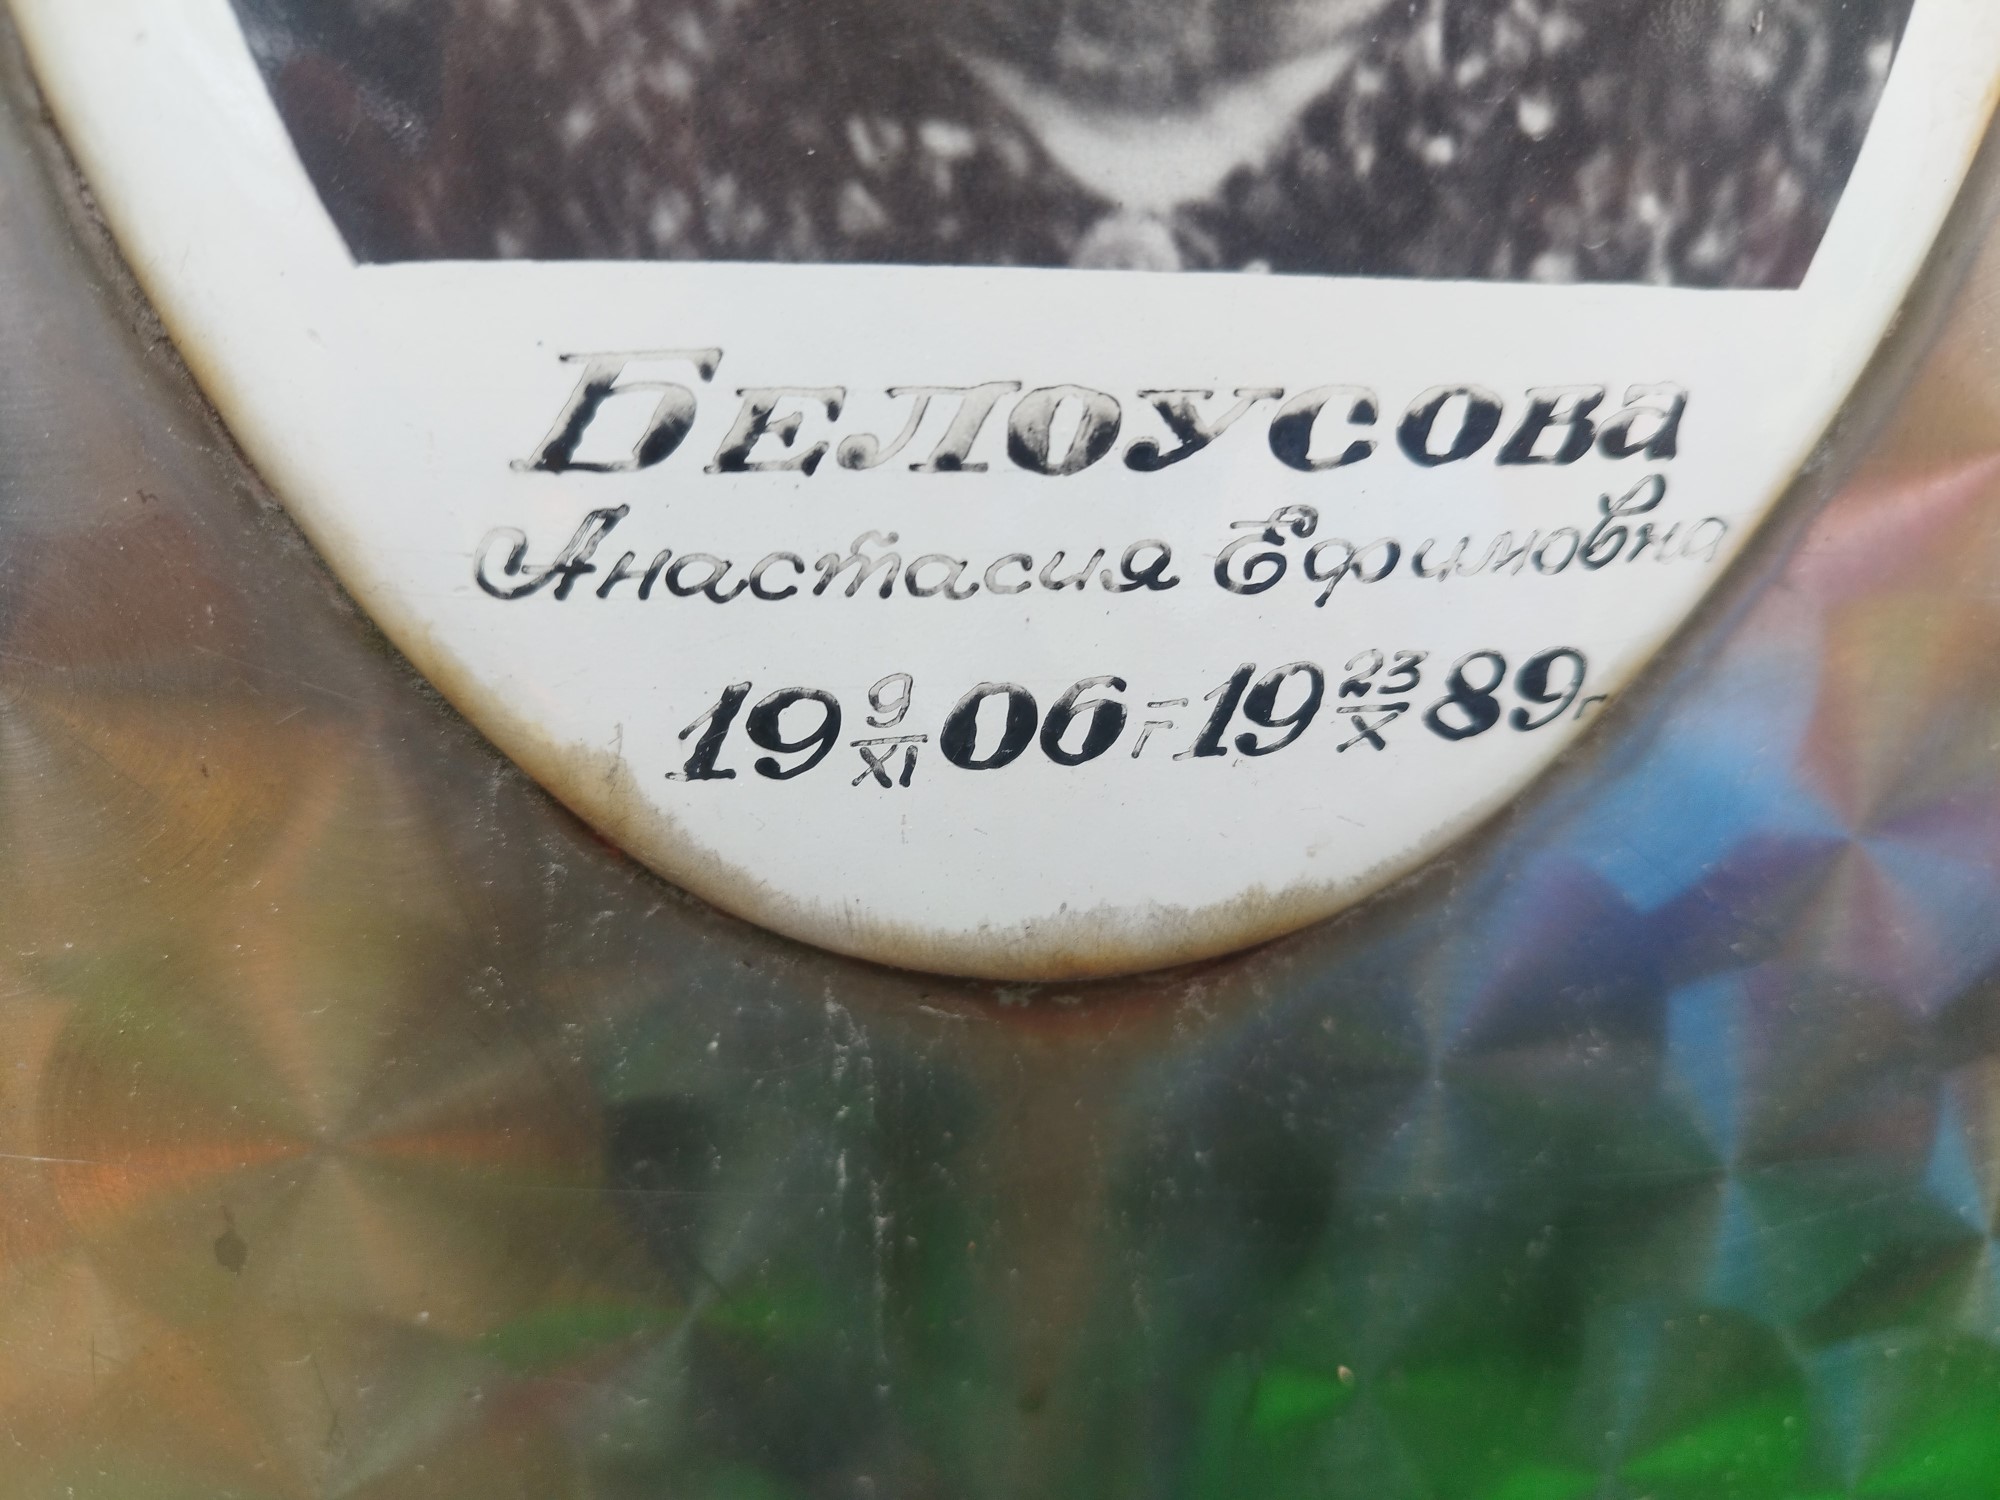 Белоусова
Анастасия Ефимовна
19 9/XI 06 г - 19 23/X 89 г